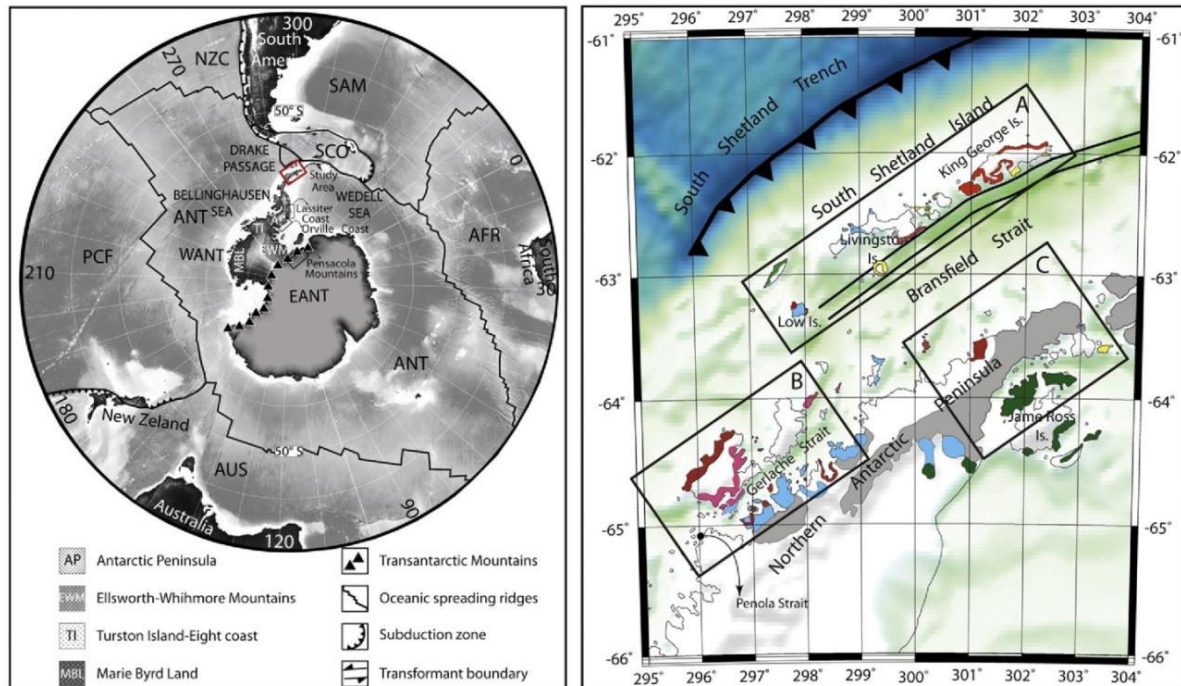 300
South
Ameri
NZC
270
SAM
50° S
DRAKE
PASSAGE
SCO
0
Study
Area
BELLINGHAUSEN
SEA
WEDELL
SEA
ANT
Lassiter
Coast
Orville
Coast
TI
AFR
WANT
EWM
MBL
PCF
210
Pensacola
Mountains
South
Africa
30
EANT
ANT
180
New Zeland
50° S
AUS
90
Australia
120
AP Antarctic Peninsula
EWM Ellsworth-Whihmore Mountains
TI Turston Island-Eight coast
MBL Marie Byrd Land
Transantarctic Mountains
Oceanic spreading ridges
Subduction zone
Transformant boundary
295° 296° 297° 298° 299° 300° 301° 302° 303° 304°
-61° -61°
South Shetland Trench
A
South Shetland Island
King George Is.
-62° -62°
Livingston
Is.
Bransfield Strait
-63° -63°
C
Low Is.
B
Peninsula
-64° -64°
Jame Ross
Is.
Gerlache Strait
Antarctic
-65° -65°
Northern
Penola Strait
-66° -66°
295° 296° 297° 298° 299° 300° 301° 302° 303° 304°